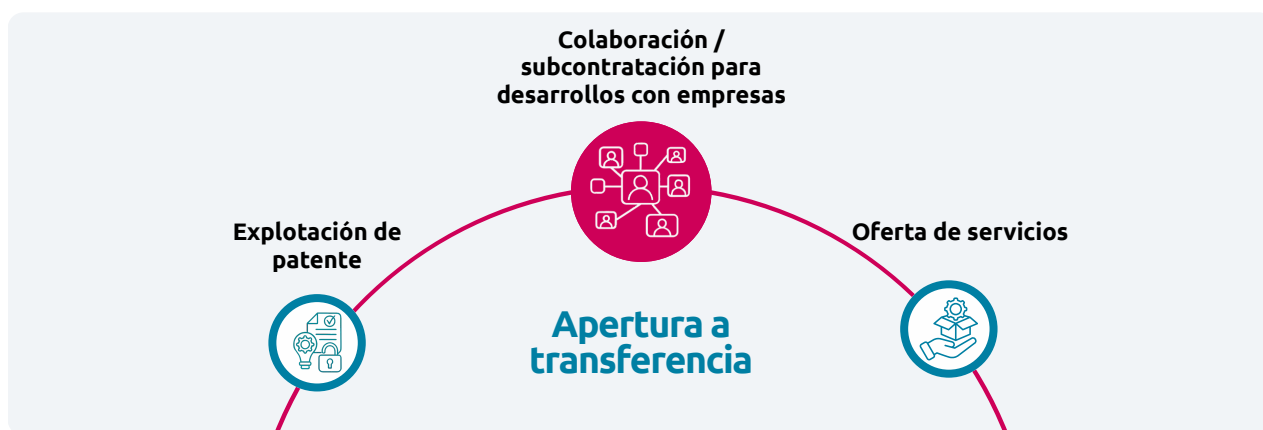 Colaboración /
subcontratación para
desarrollos con empresas
Explotación de
patente
Oferta de servicios
Apertura a
transferencia